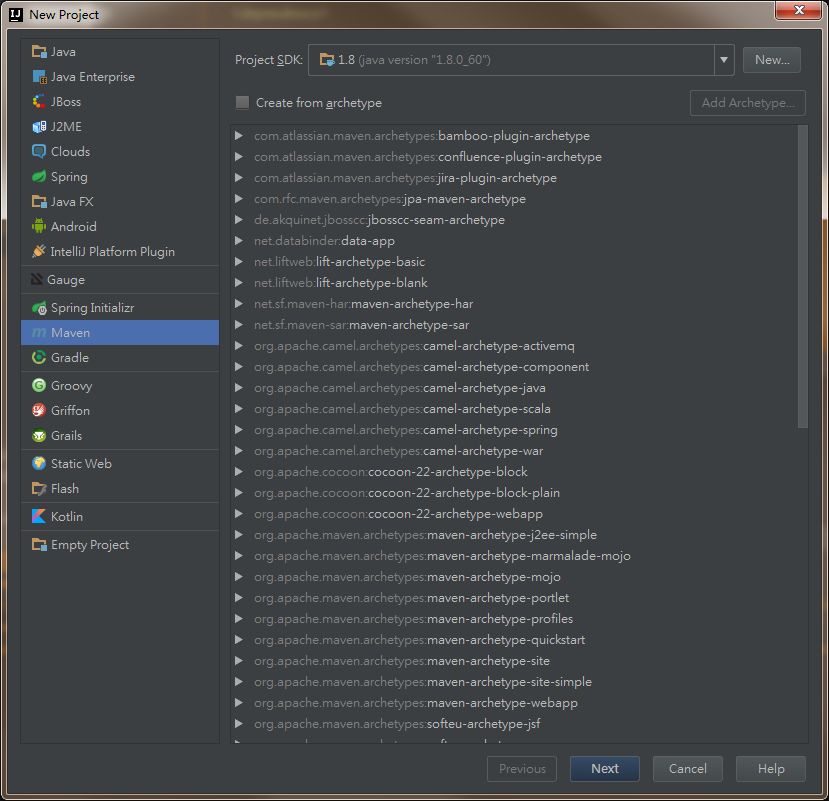 New Project
Java
Java Enterprise
JBoss
J2ME
Clouds
Spring
Java FX
Android
IntelliJ Platform Plugin
Gauge
Spring Initializr
Maven
Gradle
Groovy
Griffon
Grails
Static Web
Flash
Kotlin
Empty Project
Project SDK: 1.8 (java version "1.8.0_60") New...
Create from archetype Add Archetype...
com.atlassian.maven.archetypes:bamboo-plugin-archetype
com.atlassian.maven.archetypes:confluence-plugin-archetype
com.atlassian.maven.archetypes:jira-plugin-archetype
com.rfc.maven.archetypes:jpa-maven-archetype
de.akquinet.jbosscc:jbosscc-seam-archetype
net.databinder:data-app
net.liftweb:lift-archetype-basic
net.liftweb:lift-archetype-blank
net.sf.maven-har:maven-archetype-har
net.sf.maven-sar:maven-archetype-sar
org.apache.camel.archetypes:camel-archetype-activemq
org.apache.camel.archetypes:camel-archetype-component
org.apache.camel.archetypes:camel-archetype-java
org.apache.camel.archetypes:camel-archetype-scala
org.apache.camel.archetypes:camel-archetype-spring
org.apache.camel.archetypes:camel-archetype-war
org.apache.cocoon:cocoon-22-archetype-block
org.apache.cocoon:cocoon-22-archetype-block-plain
org.apache.cocoon:cocoon-22-archetype-webapp
org.apache.maven.archetypes:maven-archetype-j2ee-simple
org.apache.maven.archetypes:maven-archetype-marmalade-mojo
org.apache.maven.archetypes:maven-archetype-mojo
org.apache.maven.archetypes:maven-archetype-portlet
org.apache.maven.archetypes:maven-archetype-profiles
org.apache.maven.archetypes:maven-archetype-quickstart
org.apache.maven.archetypes:maven-archetype-site
org.apache.maven.archetypes:maven-archetype-site-simple
org.apache.maven.archetypes:maven-archetype-webapp
org.apache.maven.archetypes:softeu-archetype-jsf
Previous Next Cancel Help